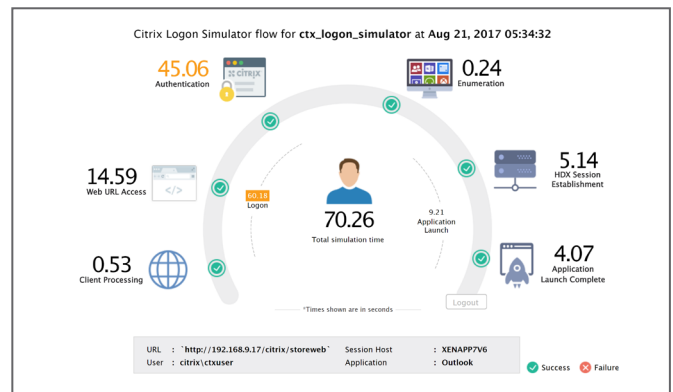 Citrix Logon Simulator flow for ctx_logon_simulator at Aug 21, 2017 05:34:32
45.06
Authentication
CİTRIX
0.24
Enumeration
14.59
Web URL Access
</>
5.14
HDX Session
Establishment
60.18
Logon
70.26
Total simulation time
9.21
Application
Launch
0.53
Client Processing
4.07
Application
Launch Complete
*Times shown are in seconds
Logout
URL : `http://192.168.9.17/citrix/storeweb` Session Host : XENAPP7V6
User : citrix\ctxuser Application : Outlook
Success Failure